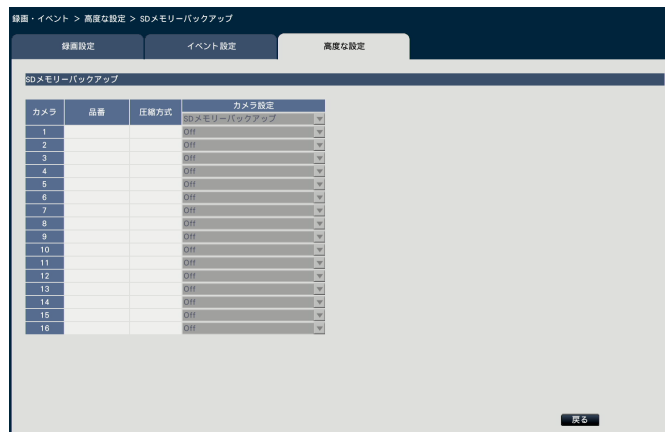 録画・イベント > 高度な設定 > SDメモリーバックアップ
録画設定 イベント設定 高度な設定
SDメモリーバックアップ
カメラ 品番 圧縮方式 カメラ設定
SDメモリーバックアップ
1 Off
2 Off
3 Off
4 Off
5 Off
6 Off
7 Off
8 Off
9 Off
10 Off
11 Off
12 Off
13 Off
14 Off
15 Off
16 Off
戻る